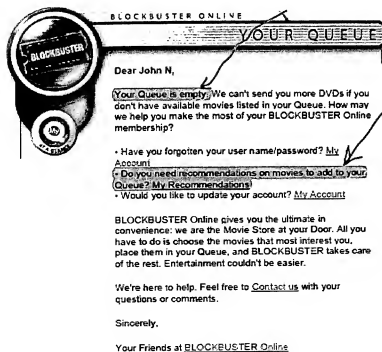 BLOCKBUSTER ONLINE
YOUR QUEUE
BLOCKBUSTER
Dear John N,
Your Queue is empty. We can't send you more DVDs if you
don't have available movies listed in your Queue. How may
we help you make the most of your BLOCKBUSTER Online
membership?
- Have you forgotten your user name/password? My
Account
- Do you need recommendations on movies to add to your
Queue? My Recommendations
- Would you like to update your account? My Account
BLOCKBUSTER Online gives you the ultimate in
convenience: we are the Movie Store at your Door. All you
have to do is choose the movies that most interest you,
place them in your Queue, and BLOCKBUSTER takes care
of the rest. Entertainment couldn't be easier.
We're here to help. Feel free to Contact us with your
questions or comments.
Sincerely,
Your Friends at BLOCKBUSTER Online